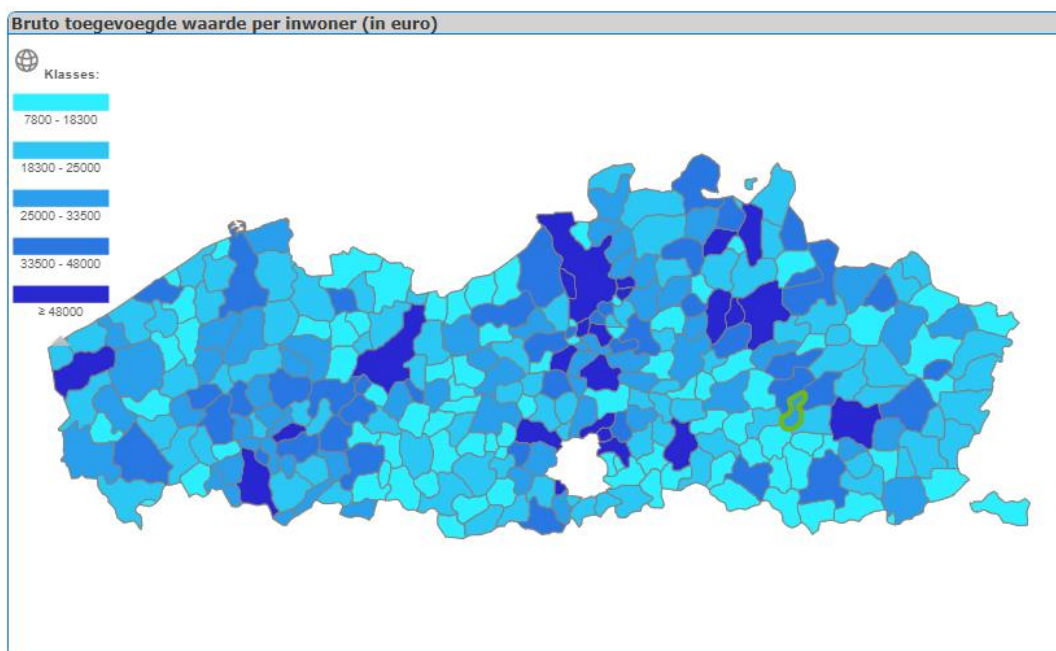 Bruto toegevoegde waarde per inwoner (in euro)
Klasses:
7800 - 18300
18300 - 25000
25000 - 33500
33500 - 48000
≥ 48000